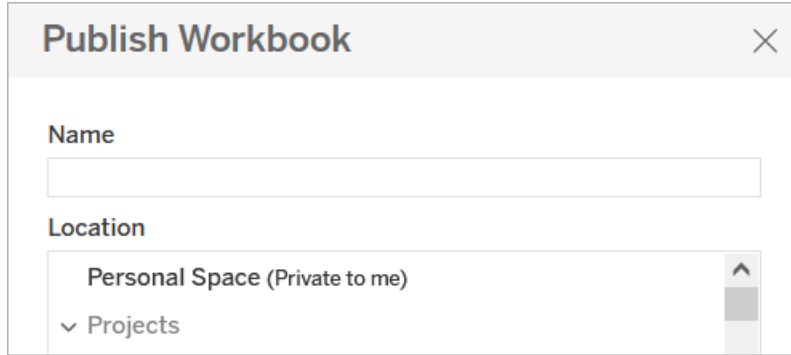 Publish Workbook
Name
Location
Personal Space (Private to me)
Projects